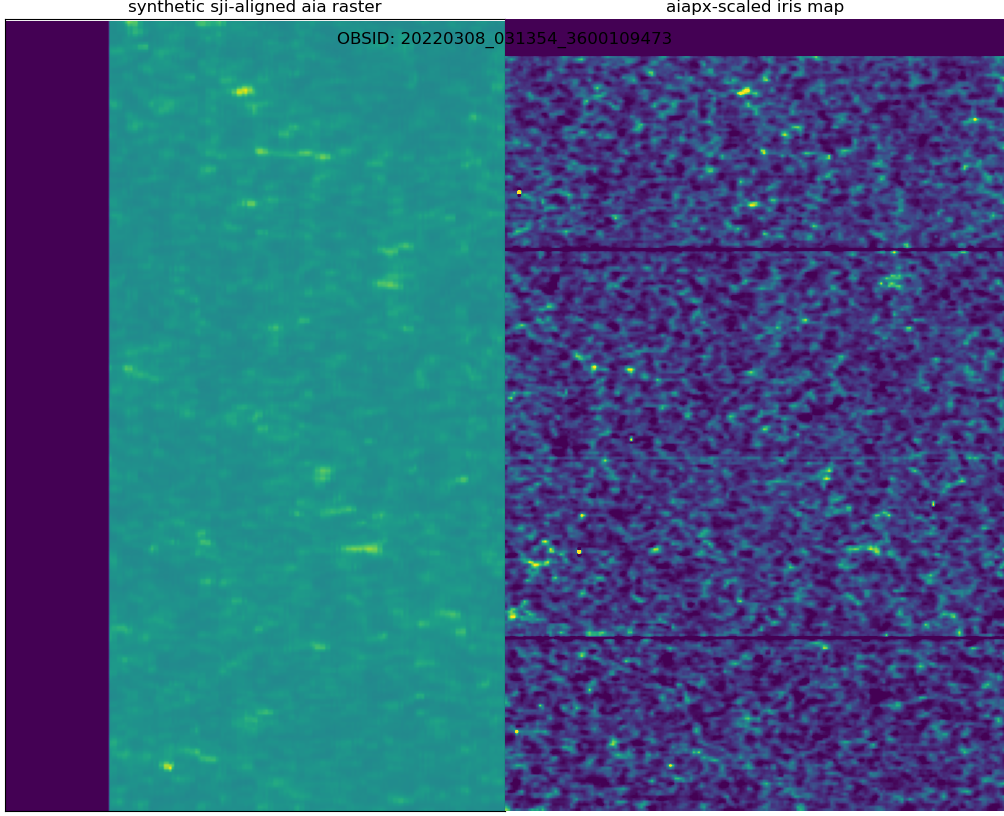 synthetic sji-aligned aia raster
aiapx-scaled iris map
OBSID: 20220308_031354_3600109473